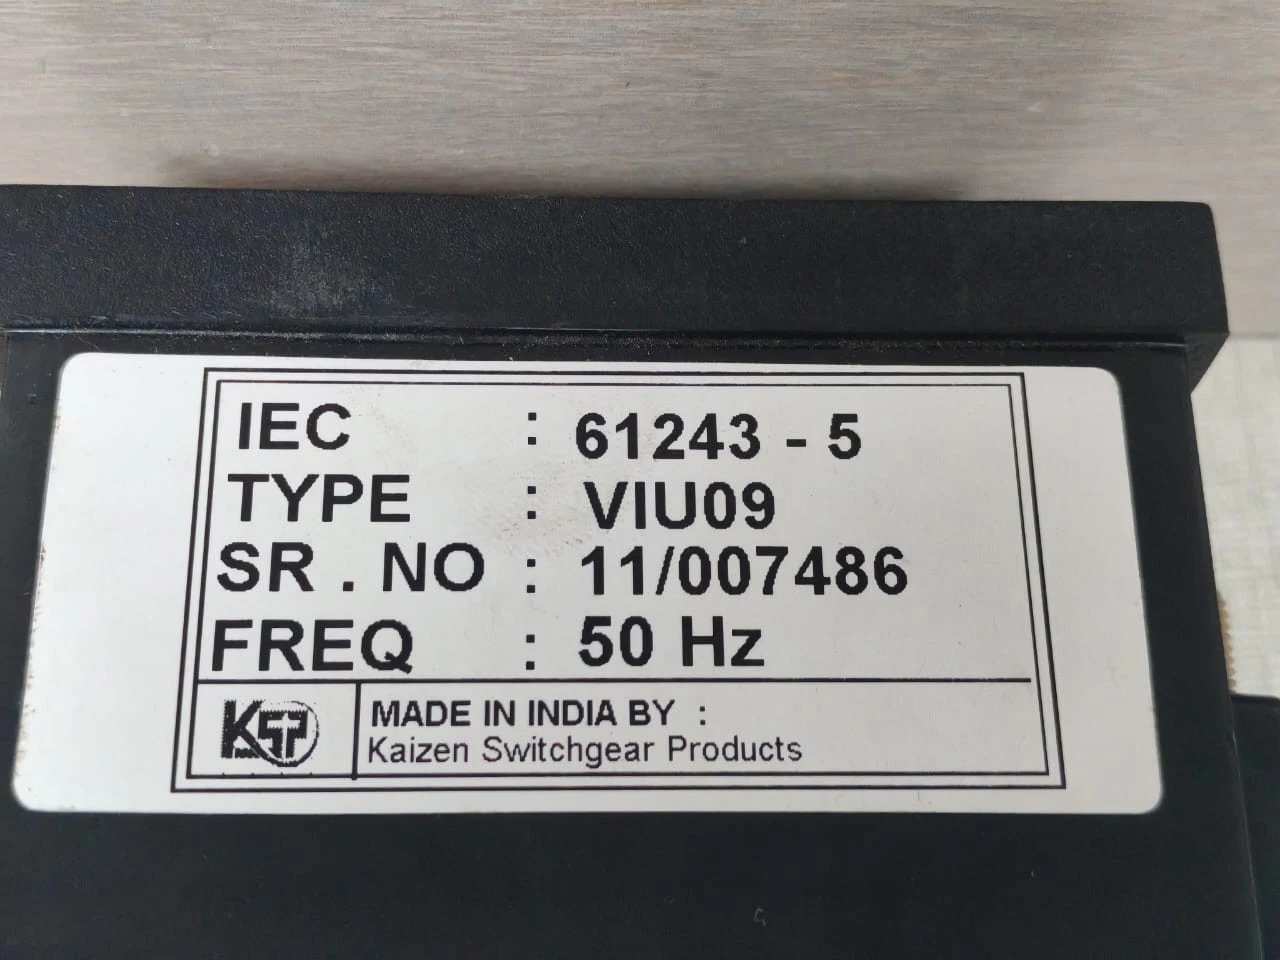 IEC : 61243 - 5
TYPE : VIU09
SR . NO : 11/007486
FREQ : 50 Hz
KSP
MADE IN INDIA BY :
Kaizen Switchgear Products